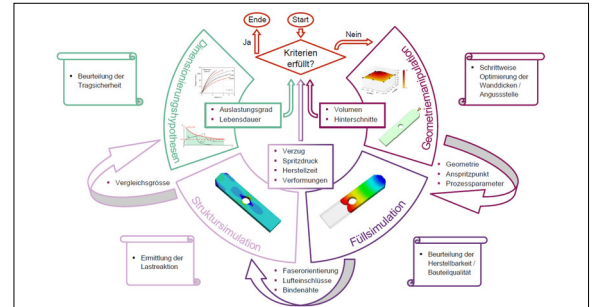 Ende
Start
Ja
Nein
Kriterien
erfüllt?
Dimensionierungshypothesen
Geometriemanipulation
Beurteilung der
Tragsicherheit
Schrittweise
Optimierung der
Wanddicken /
Angussstelle
Auslastungsgrad
Lebensdauer
Volumen
Hinterschnitte
Verzug
Spritzdruck
Herstellzeit
Verformungen
Vergleichsgrösse
Geometrie
Anspritzpunkt
Prozessparameter
Struktursimulation
Füllsimulation
Ermittlung der
Lastreaktion
Faserorientierung
Lufteinschlüsse
Bindenähte
Beurteilung der
Herstellbarkeit /
Bauteilqualität